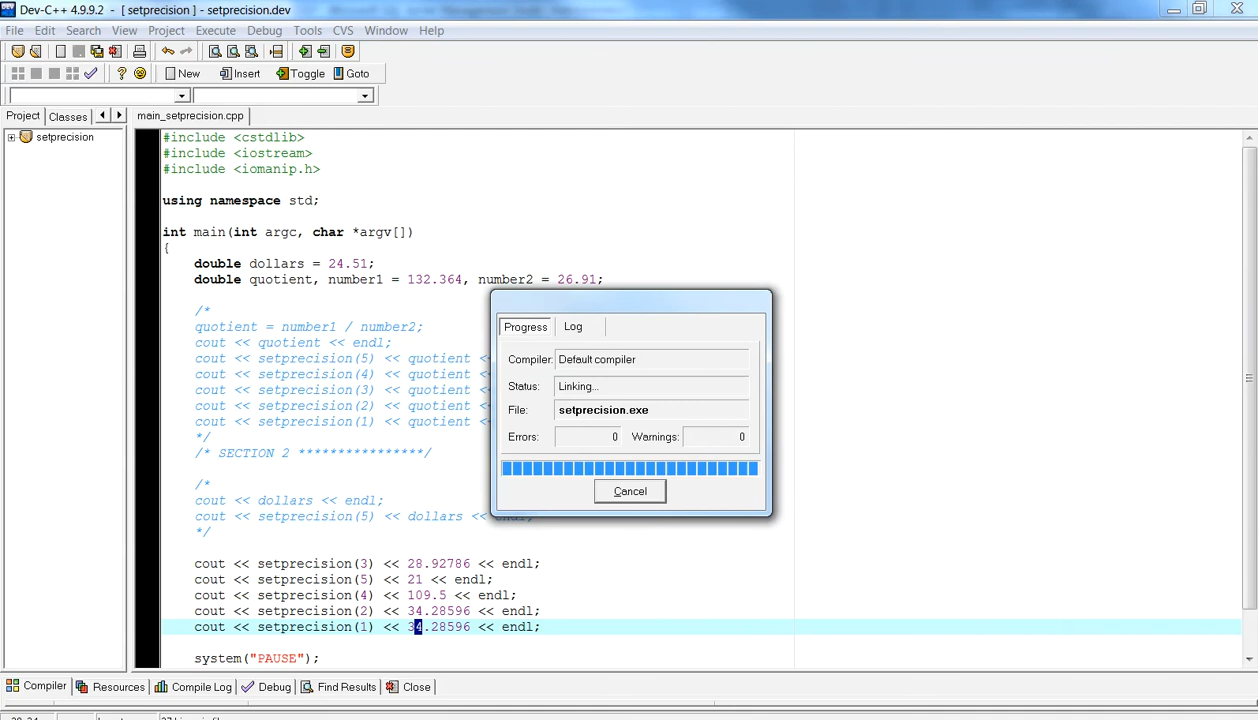 Dev-C++ 4.9.9.2 - [ setprecision ] - setprecision.dev
File Edit Search View Project Execute Debug Tools CVS Window Help
New Insert Toggle Goto
Project Classes main_setprecision.cpp
setprecision
#include <cstdlib>
#include <iostream>
#include <iomanip.h>
using namespace std;
int main(int argc, char *argv[])
{
double dollars = 24.51;
double quotient, number1 = 132.364, number2 = 26.91;
/*
quotient = number1 / number2;
cout << quotient << endl;
cout << setprecision(5) << quotient <<
cout << setprecision(4) << quotient <<
cout << setprecision(3) << quotient <<
cout << setprecision(2) << quotient <<
cout << setprecision(1) << quotient <<
*/
/* SECTION 2 ****************/
/*
cout << dollars << endl;
cout << setprecision(5) << dollars << endl;
*/
cout << setprecision(3) << 28.92786 << endl;
cout << setprecision(5) << 21 << endl;
cout << setprecision(4) << 109.5 << endl;
cout << setprecision(2) << 34.28596 << endl;
cout << setprecision(1) << 34.28596 << endl;
system("PAUSE");
Progress Log
Compiler: Default compiler
Status: Linking...
File: setprecision.exe
Errors: 0 Warnings: 0
Cancel
Compiler Resources Compile Log Debug Find Results Close